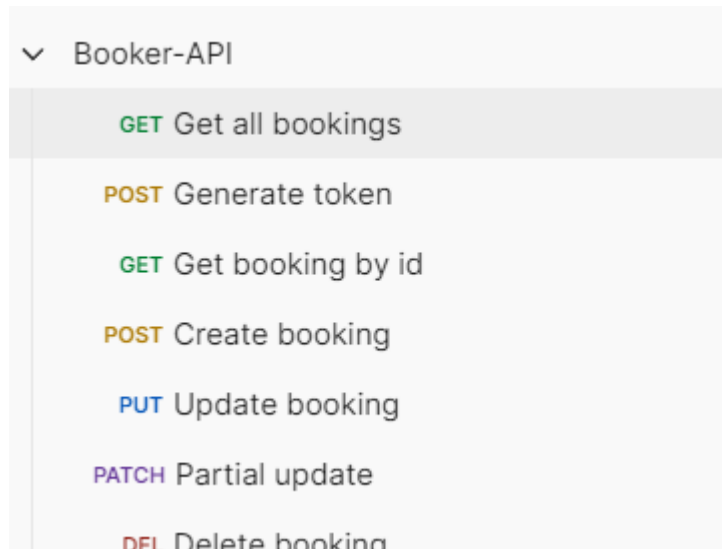 Booker-API
GET Get all bookings
POST Generate token
GET Get booking by id
POST Create booking
PUT Update booking
PATCH Partial update
DEL Delete booking